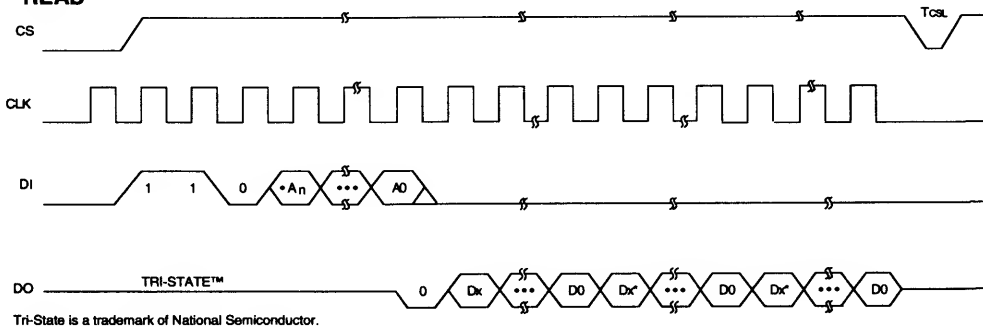 READ
CS TCSL
CLK
DI 1 1 0 •An ••• A0
DO TRI-STATE™ 0 Dx ••• D0 Dx* ••• D0 Dx* ••• D0
Tri-State is a trademark of National Semiconductor.